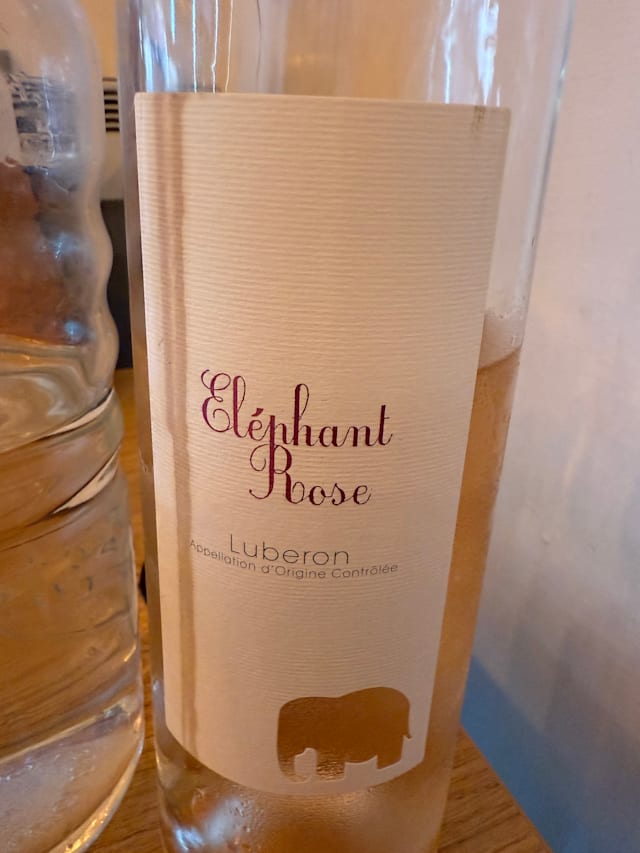 Eléphant
Rose
Luberon
Appellation d'Origine Contrôlée